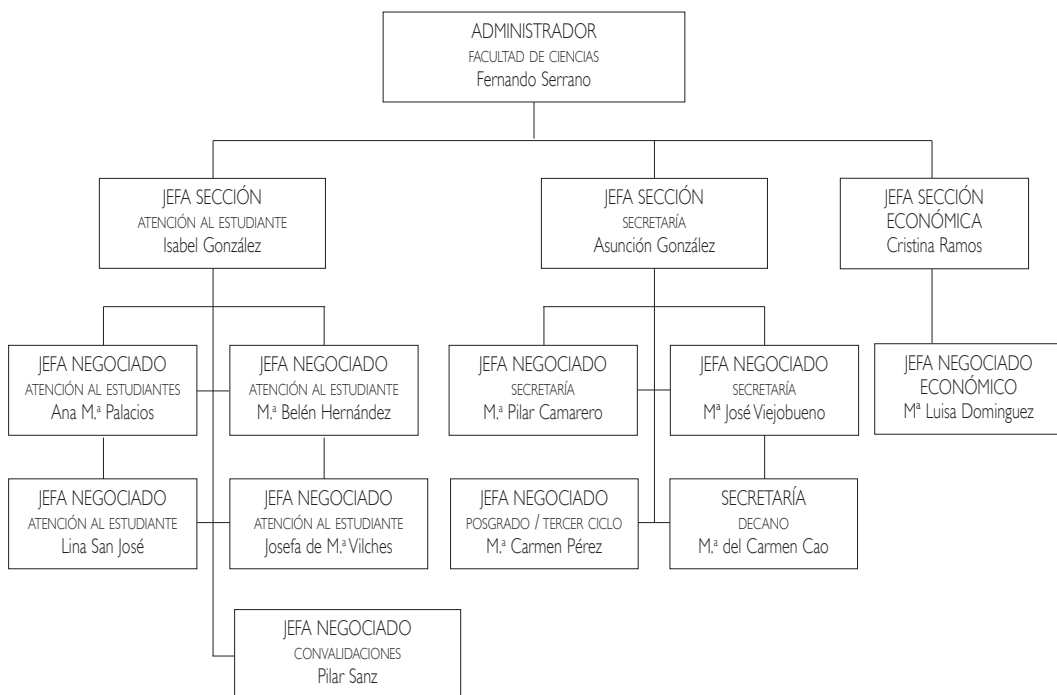 ADMINISTRADOR
FACULTAD DE CIENCIAS
Fernando Serrano
JEFA SECCIÓN
ATENCIÓN AL ESTUDIANTE
Isabel González
JEFA SECCIÓN
SECRETARÍA
Asunción González
JEFA SECCIÓN
ECONÓMICA
Cristina Ramos
JEFA NEGOCIADO
ATENCIÓN AL ESTUDIANTES
Ana M.ª Palacios
JEFA NEGOCIADO
ATENCIÓN AL ESTUDIANTE
M.ª Belén Hernández
JEFA NEGOCIADO
SECRETARÍA
M.ª Pilar Camarero
JEFA NEGOCIADO
SECRETARÍA
Mª José Viejobueno
JEFA NEGOCIADO
ECONÓMICO
Mª Luisa Dominguez
JEFA NEGOCIADO
ATENCIÓN AL ESTUDIANTE
Lina San José
JEFA NEGOCIADO
ATENCIÓN AL ESTUDIANTE
Josefa de M.ª Vilches
JEFA NEGOCIADO
POSGRADO / TERCER CICLO
M.ª Carmen Pérez
SECRETARÍA
DECANO
M.ª del Carmen Cao
JEFA NEGOCIADO
CONVALIDACIONES
Pilar Sanz